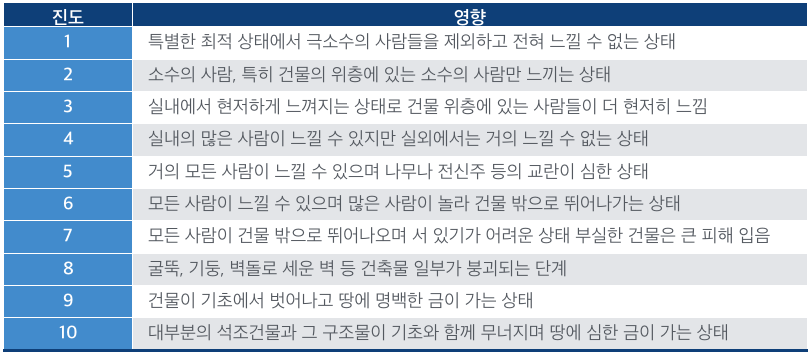 진도 영향
1 특별한 최적 상태에서 극소수의 사람들을 제외하고 전혀 느낄 수 없는 상태
2 소수의 사람, 특히 건물의 위층에 있는 소수의 사람만 느끼는 상태
3 실내에서 현저하게 느껴지는 상태로 건물 위층에 있는 사람들이 더 현저히 느낌
4 실내의 많은 사람이 느낄 수 있지만 실외에서는 거의 느낄 수 없는 상태
5 거의 모든 사람이 느낄 수 있으며 나무나 전신주 등의 교란이 심한 상태
6 모든 사람이 느낄 수 있으며 많은 사람이 놀라 건물 밖으로 뛰어나가는 상태
7 모든 사람이 건물 밖으로 뛰어나오며 서 있기가 어려운 상태 부실한 건물은 큰 피해 입음
8 굴뚝, 기둥, 벽돌로 세운 벽 등 건축물 일부가 붕괴되는 단계
9 건물이 기초에서 벗어나고 땅에 명백한 금이 가는 상태
10 대부분의 석조건물과 그 구조물이 기초와 함께 무너지며 땅에 심한 금이 가는 상태